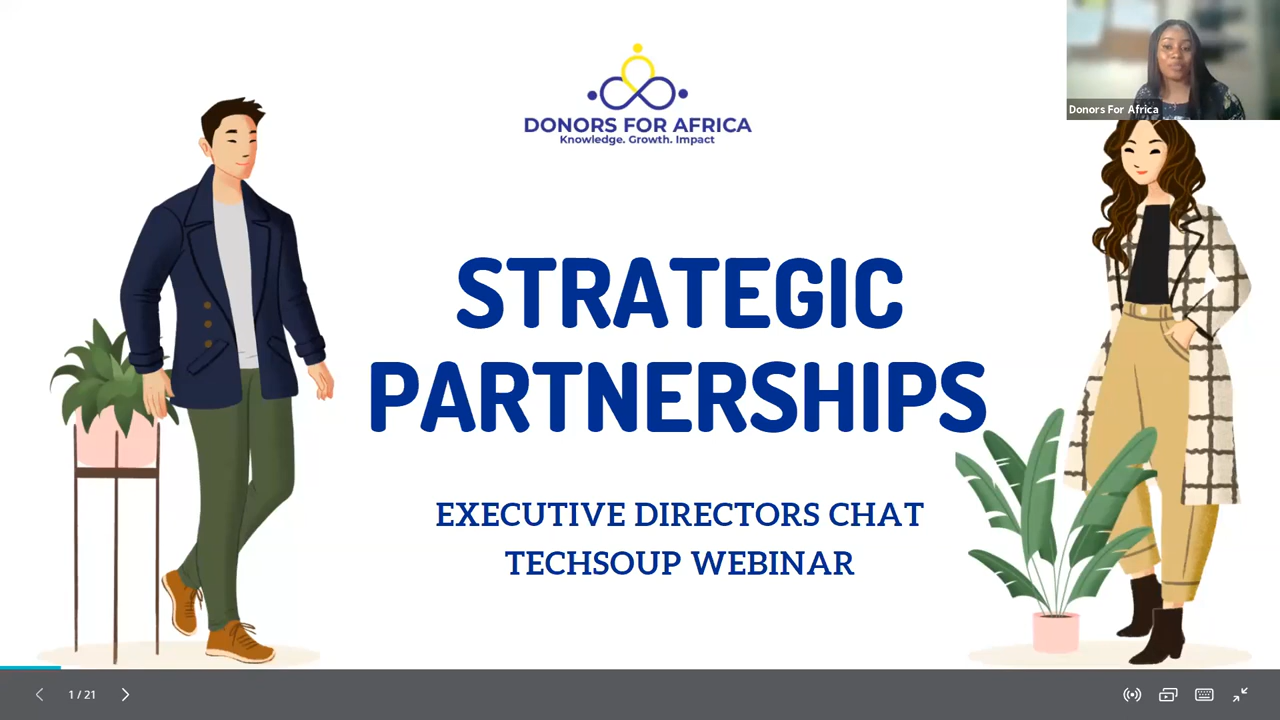 DONORS FOR AFRICA
Knowledge. Growth. Impact
Donors For Africa
STRATEGIC
PARTNERSHIPS
EXECUTIVE DIRECTORS CHAT
TECHSOUP WEBINAR
1 / 21